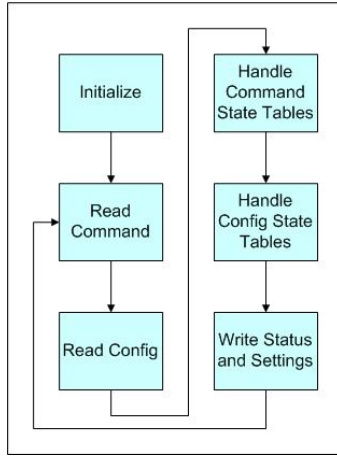 Initialize
Read
Command
Read Config
Handle
Command
State Tables
Handle
Config State
Tables
Write Status
and Settings